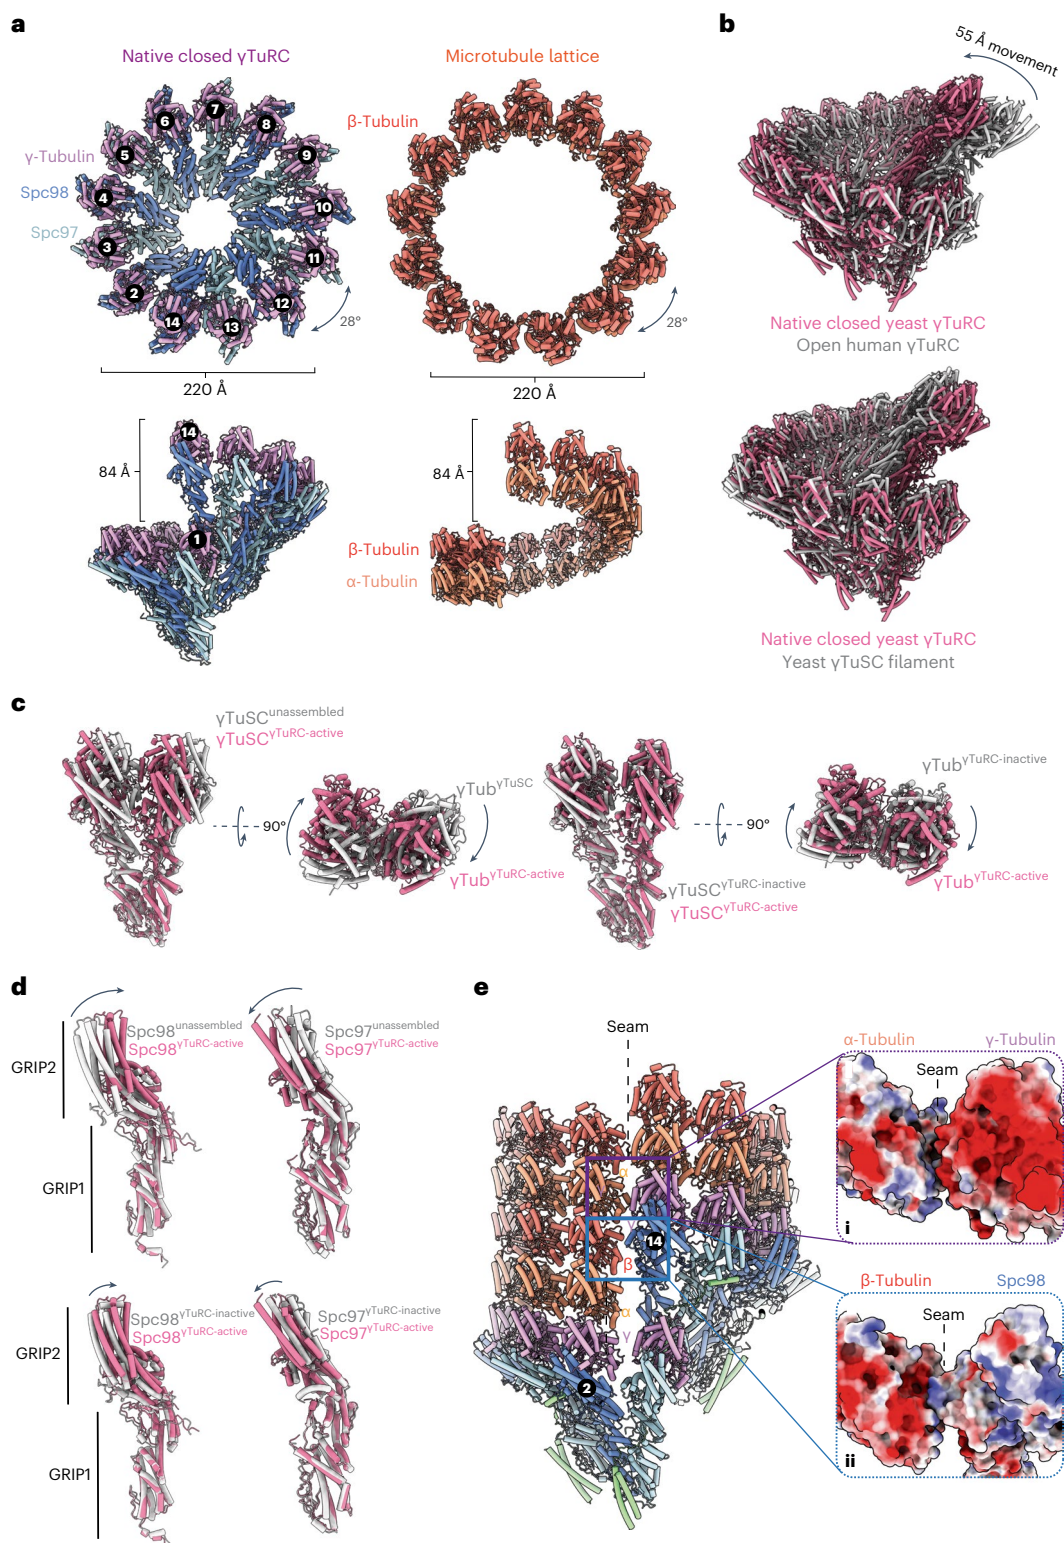 a
Native closed γTuRC
Microtubule lattice
b
55 Å movement
γ-Tubulin
Spc98
Spc97
β-Tubulin
7
6
8
5
9
4
10
3
11
2
12
14
13
28°
28°
220 Å
220 Å
Native closed yeast γTuRC
Open human γTuRC
14
84 Å
1
84 Å
β-Tubulin
α-Tubulin
Native closed yeast γTuRC
Yeast γTuSC filament
c
γTuSC^unassembled
γTuSC^γTuRC-active
90°
γTub^γTuSC
γTub^γTuRC-active
γTuSC^γTuRC-inactive
γTuSC^γTuRC-active
90°
γTub^γTuRC-inactive
γTub^γTuRC-active
d
GRIP2
GRIP1
Spc98^unassembled
Spc98^γTuRC-active
Spc97^unassembled
Spc97^γTuRC-active
GRIP2
GRIP1
Spc98^γTuRC-inactive
Spc98^γTuRC-active
Spc97^γTuRC-inactive
Spc97^γTuRC-active
e
Seam
α
14
β
α
γ
2
α-Tubulin
γ-Tubulin
Seam
i
β-Tubulin
Spc98
Seam
ii